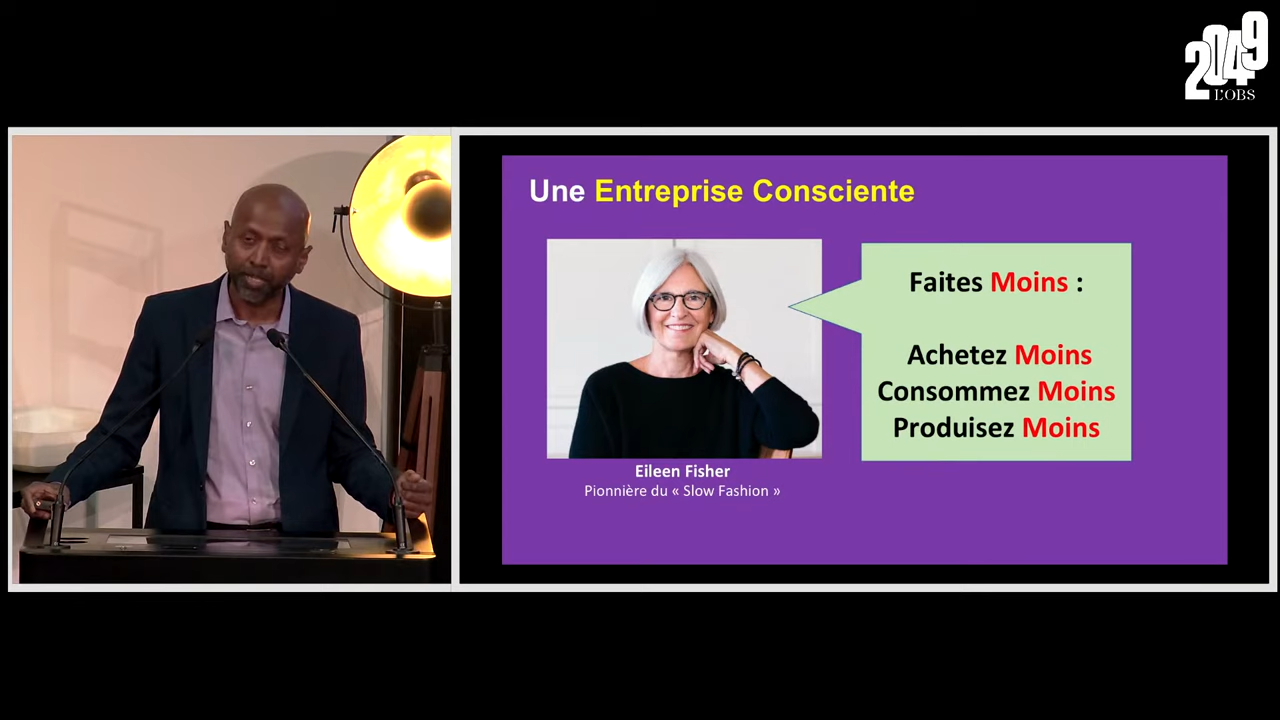 2049
L'OBS
Une Entreprise Consciente
Faites Moins :
Achetez Moins
Consommez Moins
Produisez Moins
Eileen Fisher
Pionnière du « Slow Fashion »